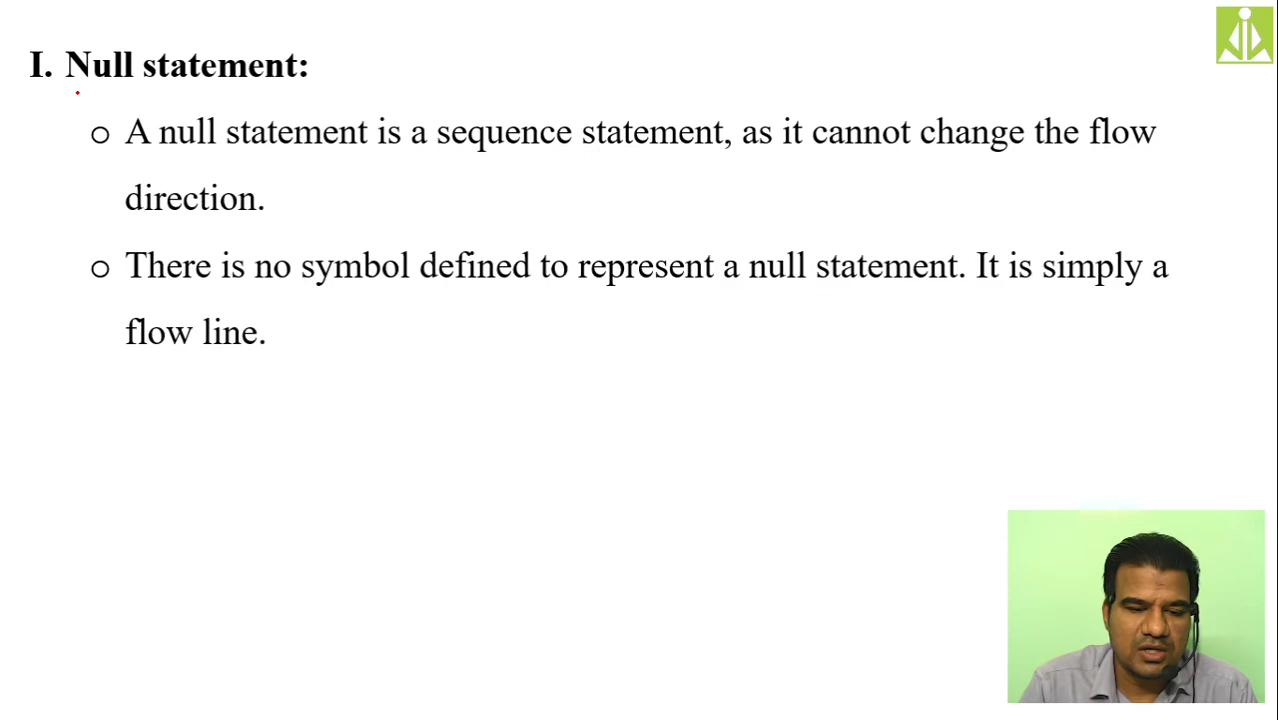 I. Null statement:
o A null statement is a sequence statement, as it cannot change the flow
direction.
o There is no symbol defined to represent a null statement. It is simply a
flow line.